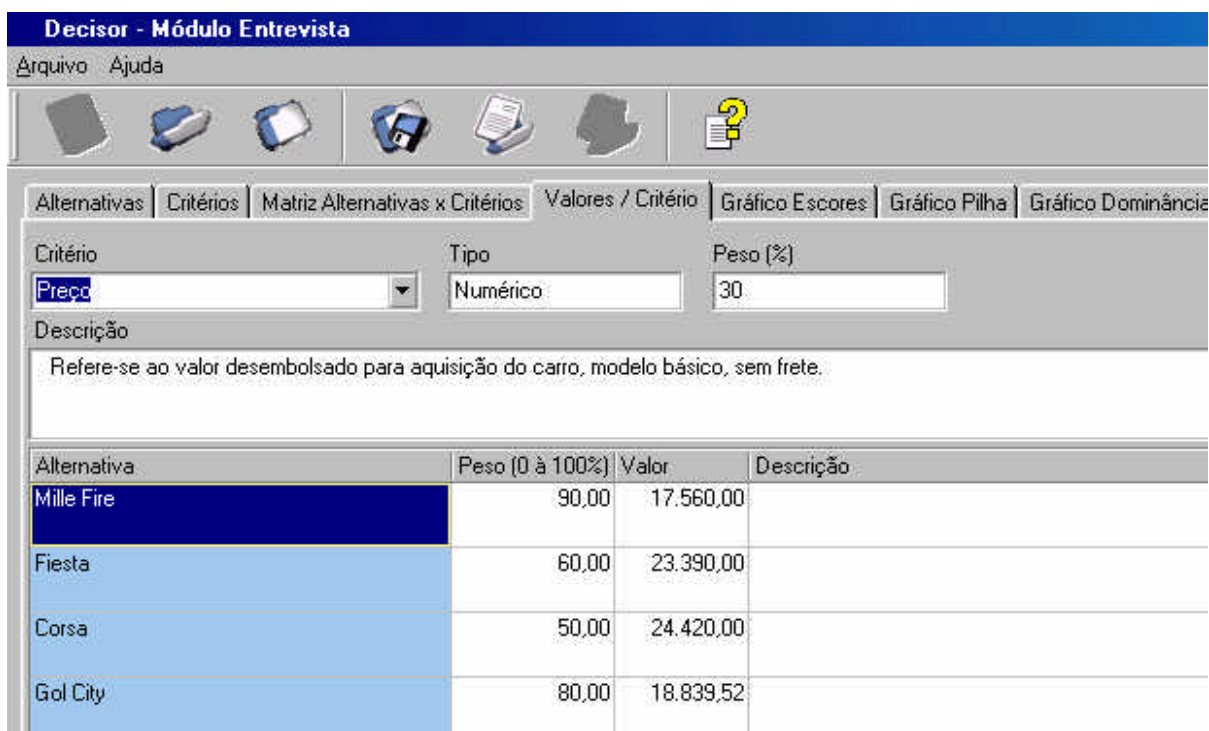 Decisor - Módulo Entrevista
Arquivo Ajuda
Alternativas Critérios Matriz Alternativas x Critérios Valores / Critério Gráfico Escores Gráfico Pilha Gráfico Dominância
Critério Tipo Peso (%)
Preço Numérico 30
Descrição
Refere-se ao valor desembolsado para aquisição do carro, modelo básico, sem frete.
Alternativa Peso (0 à 100%) Valor Descrição
Mille Fire 90,00 17.560,00
Fiesta 60,00 23.390,00
Corsa 50,00 24.420,00
Gol City 80,00 18.839,52